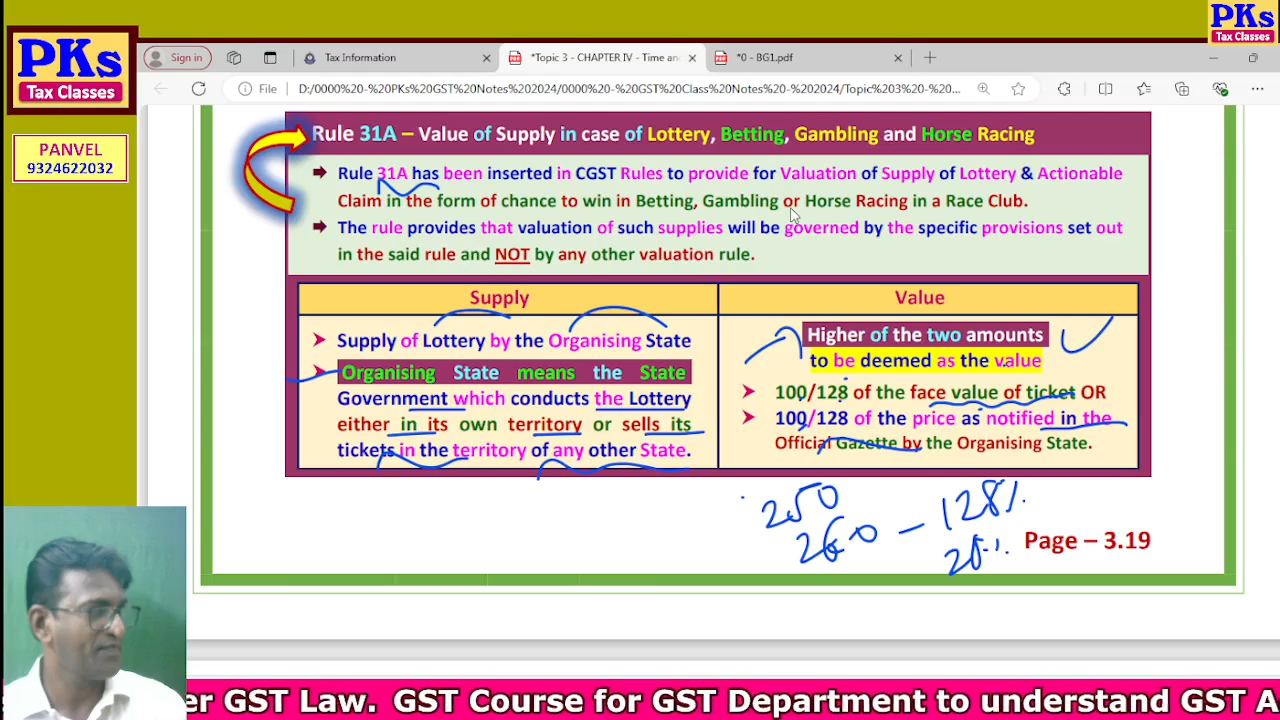 PKs
Tax Classes
PANVEL
9324622032
PKs
Tax Classes
Sign in
Tax Information
*Topic 3 - CHAPTER IV - Time an
*0 - BG1.pdf
File
D:/0000%20-%20PKs%20GST%20Notes%202024/0000%20-%20GST%20Class%20Notes%20-%202024/Topic%203%20-%20...
Rule 31A – Value of Supply in case of Lottery, Betting, Gambling and Horse Racing
Rule 31A has been inserted in CGST Rules to provide for Valuation of Supply of Lottery & Actionable
Claim in the form of chance to win in Betting, Gambling or Horse Racing in a Race Club.
The rule provides that valuation of such supplies will be governed by the specific provisions set out
in the said rule and NOT by any other valuation rule.
Supply
Supply of Lottery by the Organising State
Organising State means the State
Government which conducts the Lottery
either in its own territory or sells its
tickets in the territory of any other State.
Value
Higher of the two amounts
to be deemed as the value
100/128 of the face value of ticket OR
100/128 of the price as notified in the
Official Gazette by the Organising State.
250
260 – 128%
28%
Page – 3.19
er GST Law. GST Course for GST Department to understand GST A